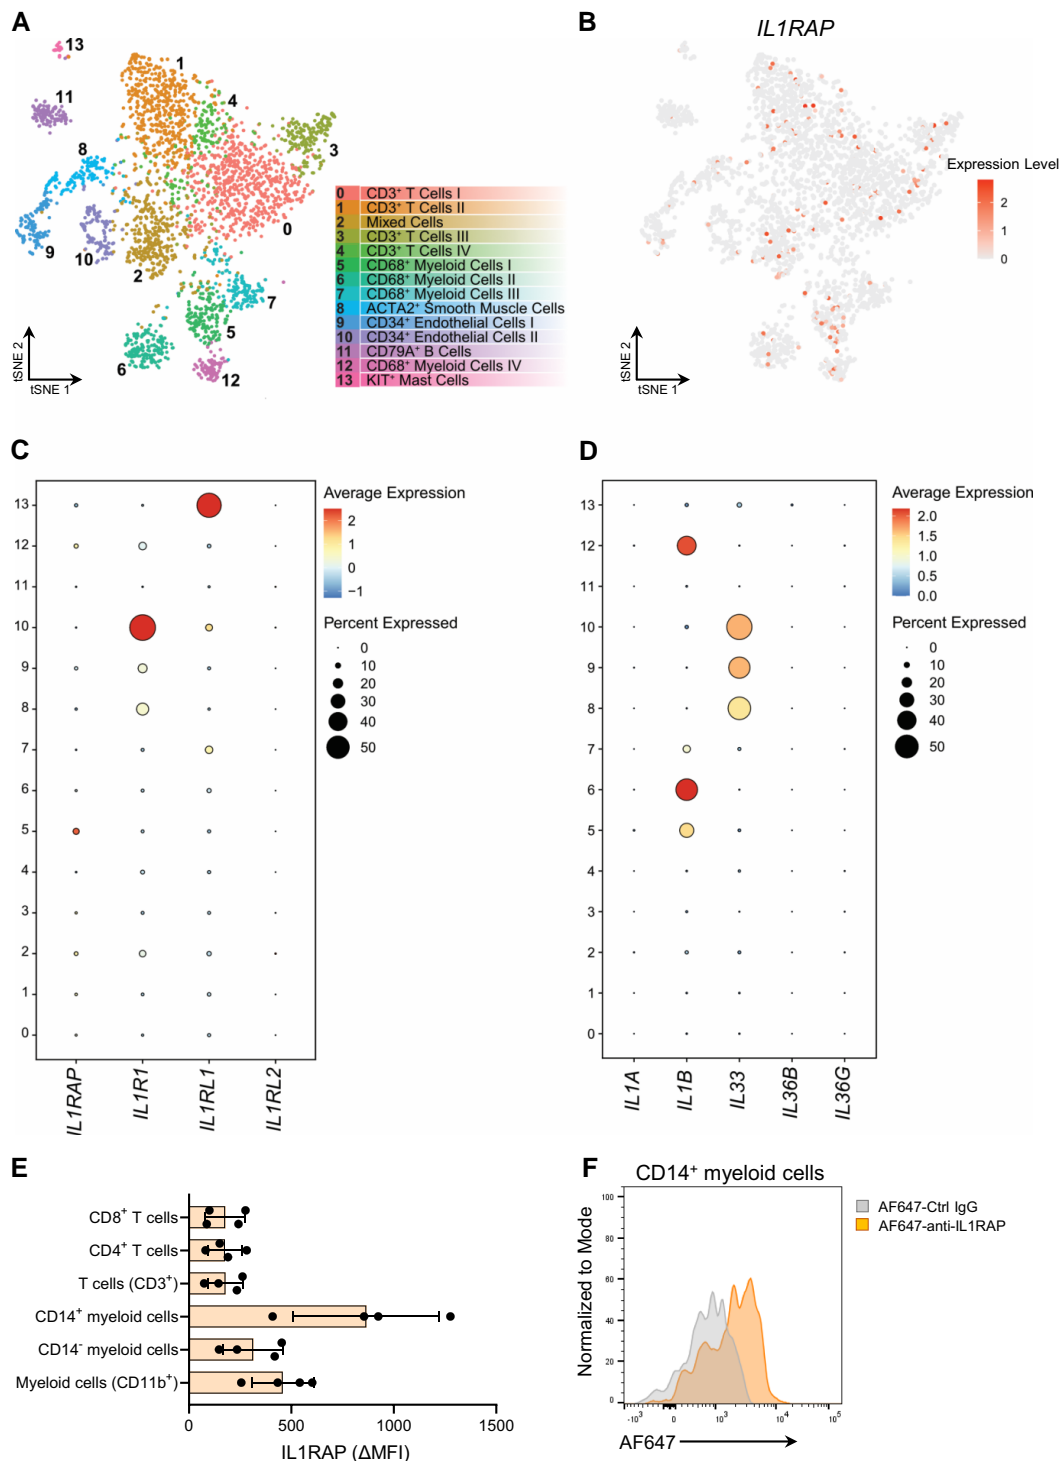 A
B
IL1RAP
13
1
11
4
8
3
0
9
10
2
7
5
6
12
tSNE 2
tSNE 1
0 CD3+ T Cells I
1 CD3+ T Cells II
2 Mixed Cells
3 CD3+ T Cells III
4 CD3+ T Cells IV
5 CD68+ Myeloid Cells I
6 CD68+ Myeloid Cells II
7 CD68+ Myeloid Cells III
8 ACTA2+ Smooth Muscle Cells
9 CD34+ Endothelial Cells I
10 CD34+ Endothelial Cells II
11 CD79A+ B Cells
12 CD68+ Myeloid Cells IV
13 KIT+ Mast Cells
Expression Level
2
1
0
tSNE 2
tSNE 1
C
13
12
11
10
9
8
7
6
5
4
3
2
1
0
IL1RAP
IL1R1
IL1RL1
IL1RL2
Average Expression
2
1
0
−1
Percent Expressed
0
10
20
30
40
50
D
13
12
11
10
9
8
7
6
5
4
3
2
1
0
IL1A
IL1B
IL33
IL36B
IL36G
Average Expression
2.0
1.5
1.0
0.5
0.0
Percent Expressed
0
10
20
30
40
50
E
CD8+ T cells
CD4+ T cells
T cells (CD3+)
CD14+ myeloid cells
CD14- myeloid cells
Myeloid cells (CD11b+)
0 500 1000 1500
IL1RAP (ΔMFI)
F
CD14+ myeloid cells
Normalized to Mode
100
80
60
40
20
0
-10³ 0 10³ 10⁴ 10⁵
AF647
AF647-Ctrl IgG
AF647-anti-IL1RAP